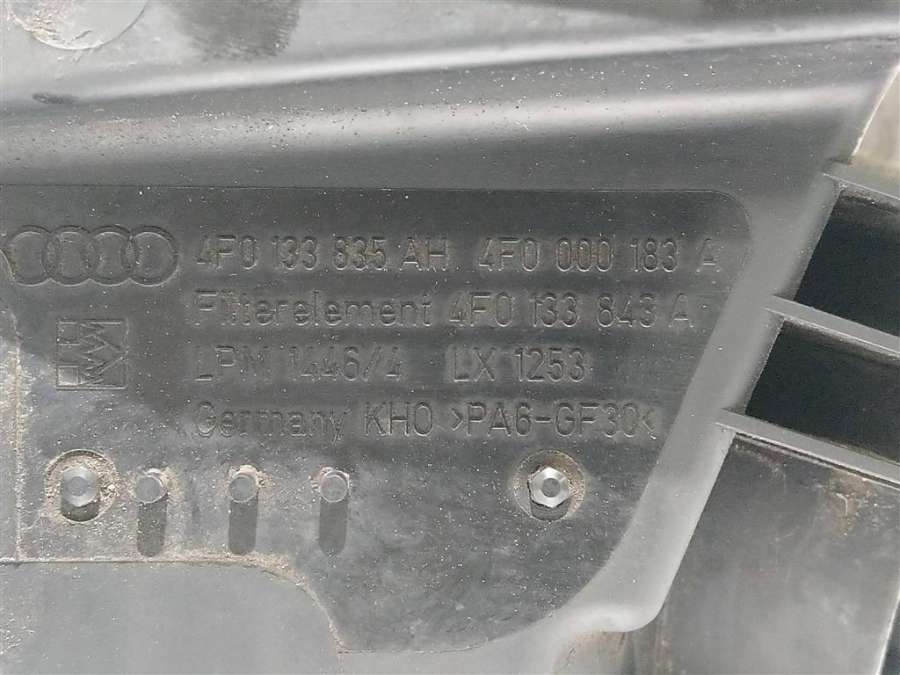 4F0 133 835 AH 4F0 000 183 A
Filterelement 4F0 133 843 A
LPM 1446/4 LX 1253
Germany KHO >PA6-GF30<